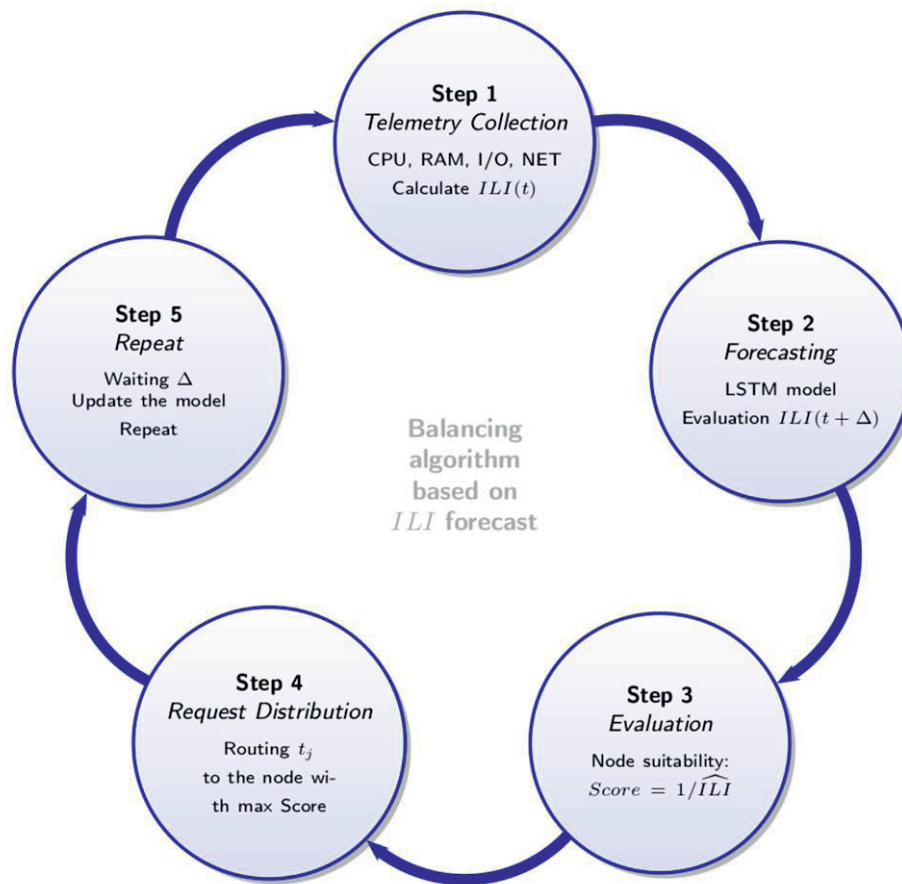 Step 1
Telemetry Collection
CPU, RAM, I/O, NET
Calculate ILI(t)
Step 2
Forecasting
LSTM model
Evaluation ILI(t + Δ)
Step 3
Evaluation
Node suitability:
Score = 1/\widehat{ILI}
Step 4
Request Distribution
Routing t_j
to the node wi-
th max Score
Step 5
Repeat
Waiting Δ
Update the model
Repeat
Balancing
algorithm
based on
ILI forecast